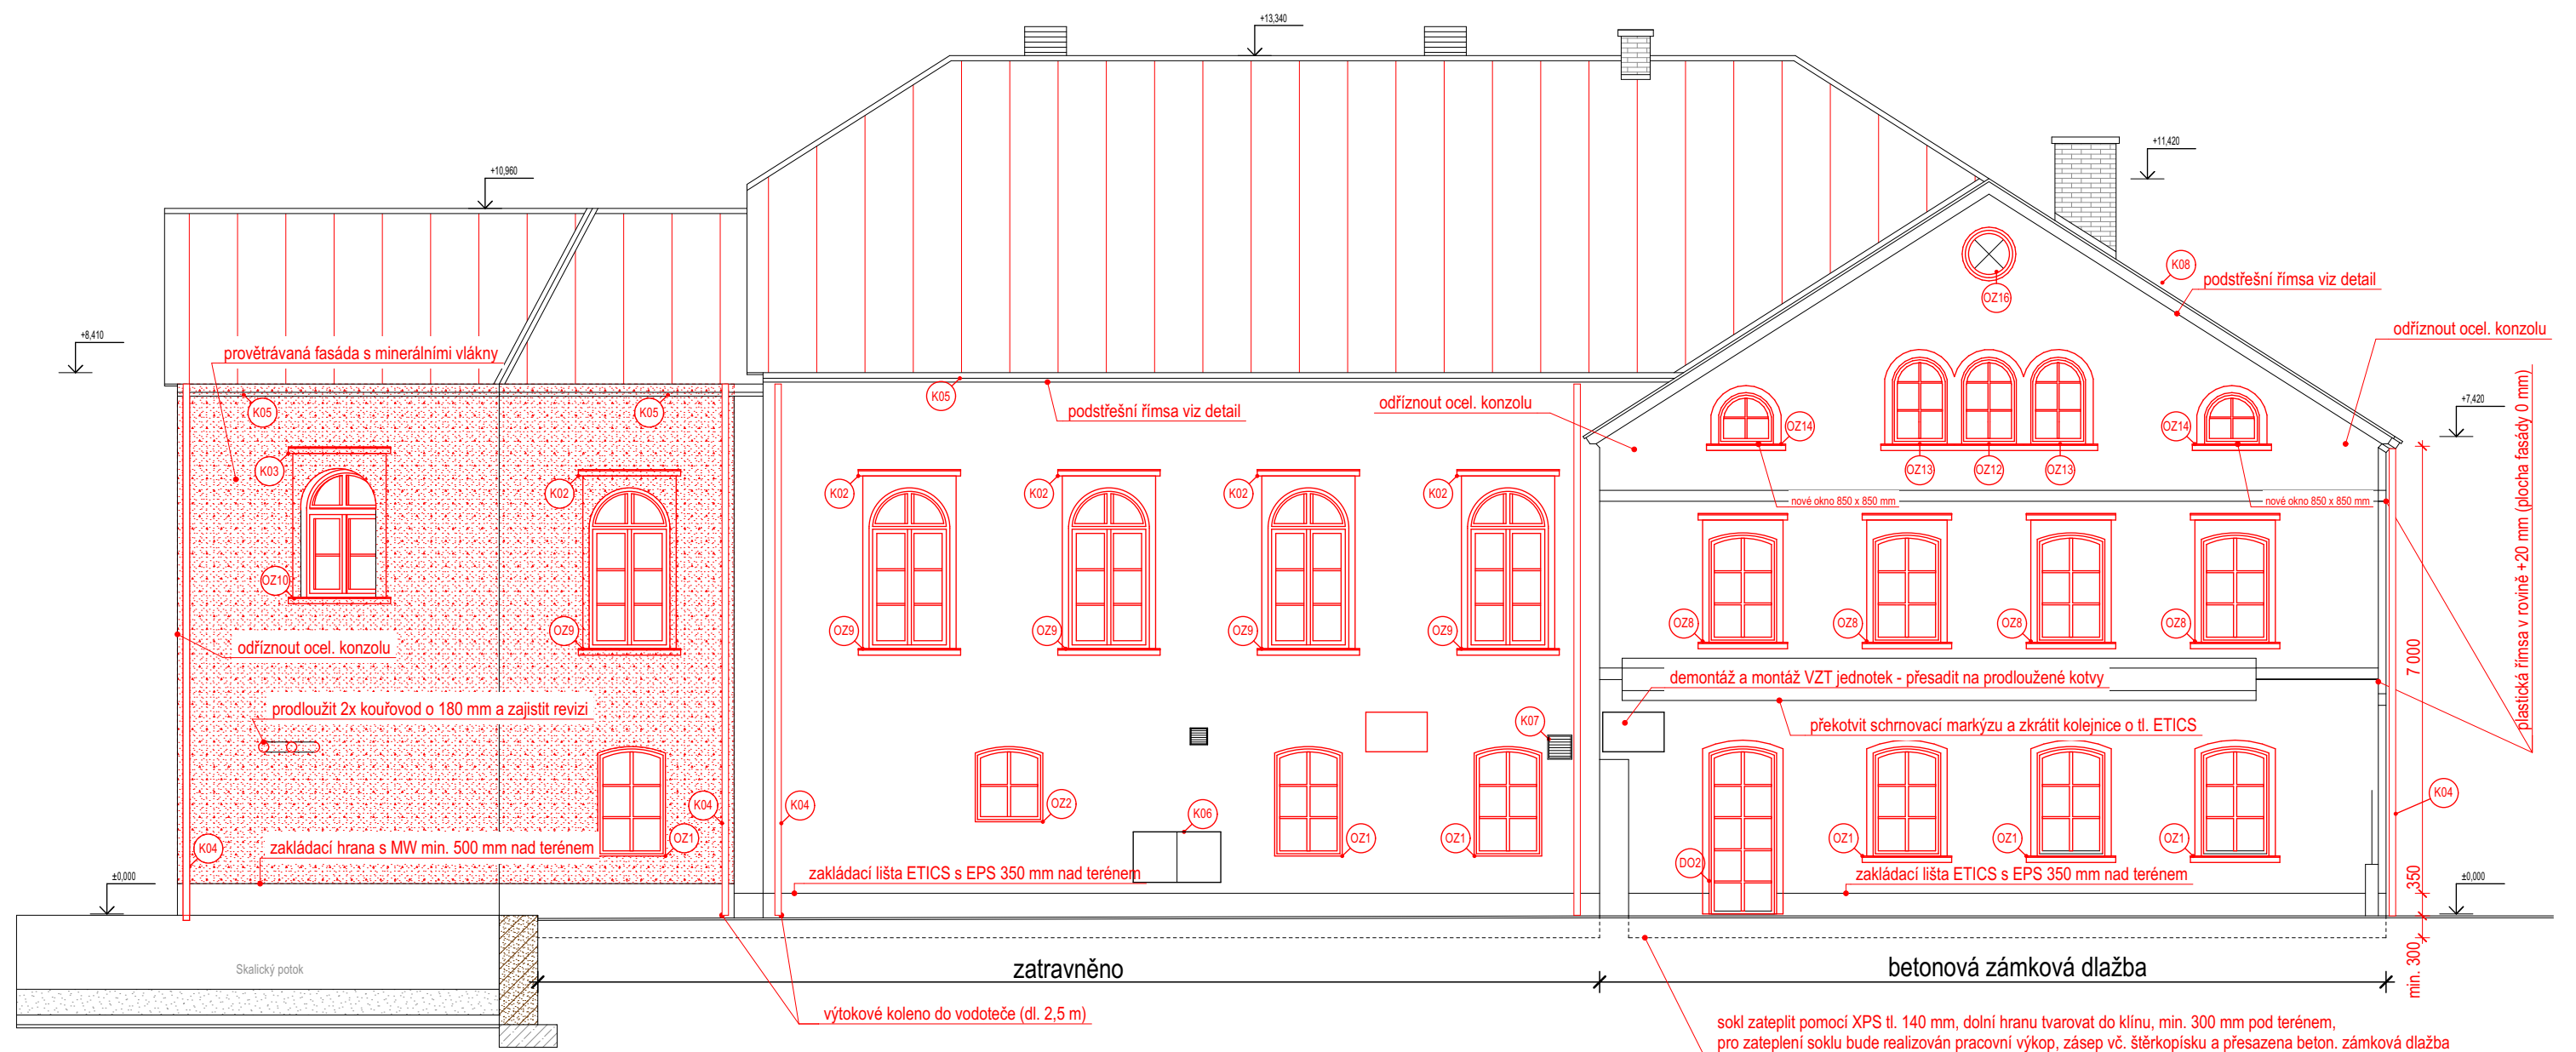 +13,340
+11,420
+10,960
K08
podstřešní římsa viz detail
OZ16
odříznout ocel. konzolu
+8,410
provětrávaná fasáda s minerálními vlákny
K05
K05
K05
podstřešní římsa viz detail
odříznout ocel. konzolu
+7,420
OZ14
OZ14
OZ13
OZ12
OZ13
K03
K02
K02
K02
K02
K02
nové okno 850 x 850 mm
nové okno 850 x 850 mm
plastická římsa v rovině +20 mm (plocha fasády 0 mm)
OZ10
OZ9
OZ9
OZ9
OZ9
OZ9
OZ8
OZ8
OZ8
OZ8
odříznout ocel. konzolu
7 000
demontáž a montáž VZT jednotek - přesadit na prodloužené kotvy
prodloužit 2x kouřovod o 180 mm a zajistit revizi
K07
překotvit schrnovací markýzu a zkrátit kolejnice o tl. ETICS
K04
K04
OZ2
K06
K04
OZ1
OZ1
OZ1
OZ1
OZ1
OZ1
K04
zakládací hrana s MW min. 500 mm nad terénem
DO2
zakládací lišta ETICS s EPS 350 mm nad terénem
zakládací lišta ETICS s EPS 350 mm nad terénem
350
±0,000
±0,000
Skalický potok
zatravněno
betonová zámková dlažba
min. 300
výtokové koleno do vodoteče (dl. 2,5 m)
sokl zateplit pomocí XPS tl. 140 mm, dolní hranu tvarovat do klínu, min. 300 mm pod terénem,
pro zateplení soklu bude realizován pracovní výkop, zásep vč. štěrkopísku a přesazena beton. zámková dlažba